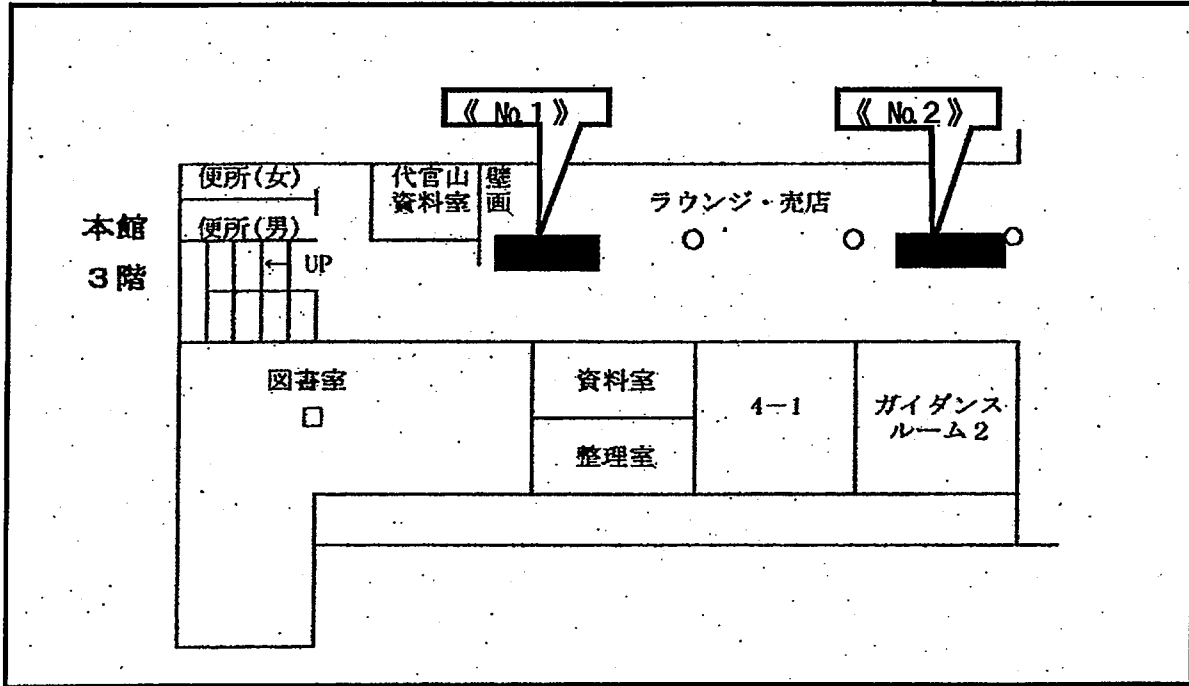 《 No.1 》
《 No.2 》
便所(女)
代官山
資料室
壁画
ラウンジ・売店
便所(男)
本館
3階
← UP
図書室
資料室
整理室
4−1
ガイダンス
ルーム2